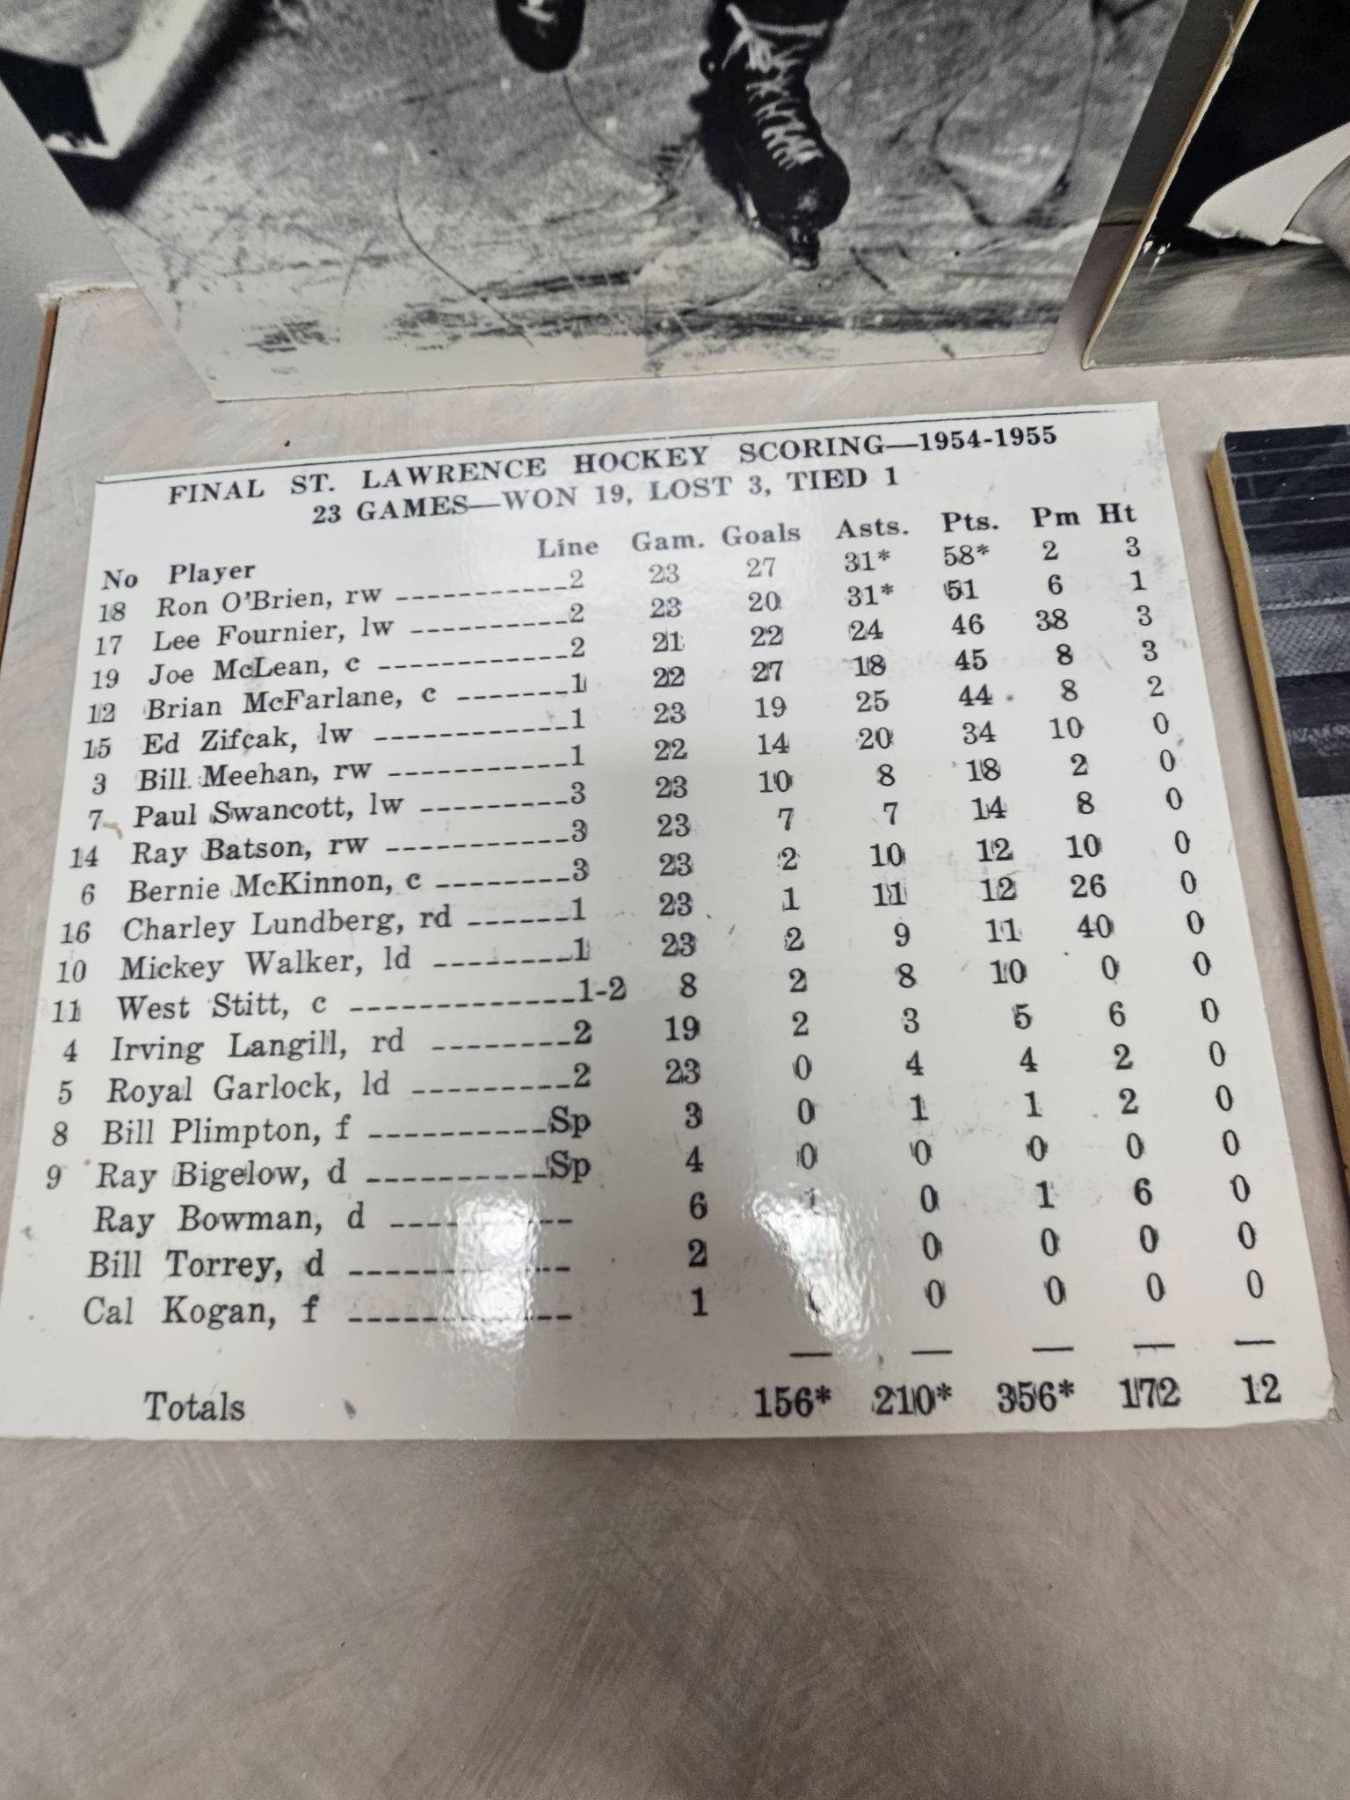 FINAL ST. LAWRENCE HOCKEY SCORING—1954-1955
23 GAMES—WON 19, LOST 3, TIED 1
No Player Line Gam. Goals Asts. Pts. Pm Ht
18 Ron O'Brien, rw ----------2 23 27 31* 58* 2 3
17 Lee Fournier, lw ----------2 23 20 31* 51 6 1
19 Joe McLean, c ------------2 21 22 24 46 38 3
12 Brian McFarlane, c -------1 22 27 18 45 8 3
15 Ed Zifcak, lw ------------1 23 19 25 44 8 2
3 Bill Meehan, rw -----------1 22 14 20 34 10 0
7 Paul Swancott, lw ---------3 23 10 8 18 2 0
14 Ray Batson, rw -----------3 23 7 7 14 8 0
6 Bernie McKinnon, c --------3 23 2 10 12 10 0
16 Charley Lundberg, rd ------1 23 1 11 12 26 0
10 Mickey Walker, ld --------1 23 2 9 11 40 0
11 West Stitt, c -------------1-2 8 2 8 10 0 0
4 Irving Langill, rd --------2 19 2 3 5 6 0
5 Royal Garlock, ld ---------2 23 0 4 4 2 0
8 Bill Plimpton, f ----------Sp 3 0 1 1 2 0
9 Ray Bigelow, d ----------Sp 4 0 0 0 0 0
Ray Bowman, d ---------- 6 1 0 1 6 0
Bill Torrey, d ------------ 2 0 0 0 0
Cal Kogan, f ------------ 1 0 0 0 0
Totals 156* 210* 356* 172 12